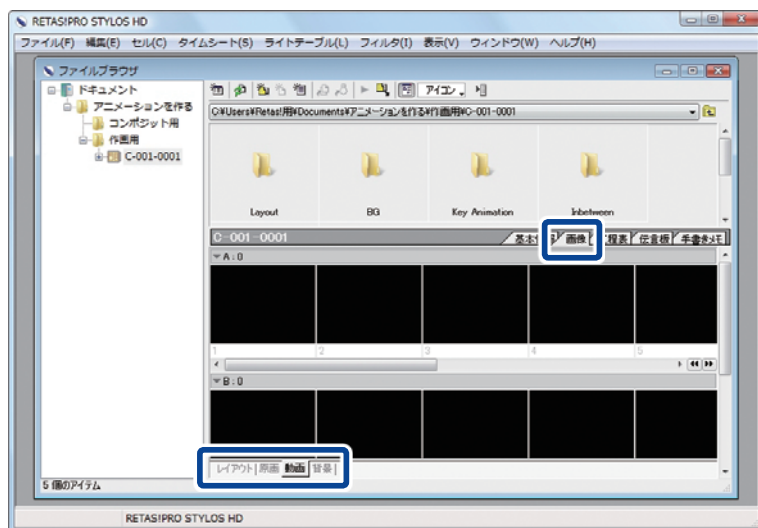 RETAS!PRO STYLOS HD
ファイル(F) 編集(E) セル(C) タイムシート(S) ライトテーブル(L) フィルタ(I) 表示(V) ウィンドウ(W) ヘルプ(H)
ファイルブラウザ
ドキュメント
アニメーションを作る
コンポジット用
作画用
C-001-0001
アイコン
C:¥Users¥Retas!用¥Documents¥アニメーションを作る¥作画用¥C-001-0001
Layout BG Key Animation Inbetween
C-001-0001 画像 伝言板 手書きメモ
A:0
1 2 3 4 5
B:0
レイアウト 原画 動画 背景
5 個のアイテム
RETAS!PRO STYLOS HD